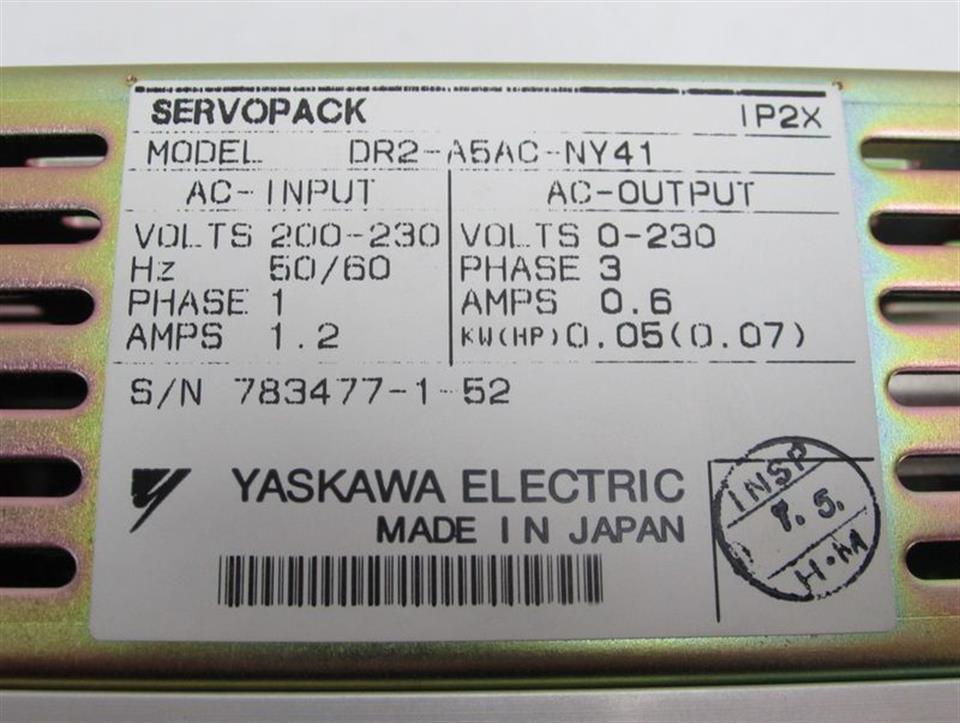 SERVOPACK IP2X
MODEL DR2-A5AC-NY41
AC-INPUT AC-OUTPUT
VOLTS 200-230 VOLTS 0-230
Hz 50/60 PHASE 3
PHASE 1 AMPS 0.6
AMPS 1.2 KW(HP) 0.05(0.07)
S/N 783477-1-52
YASKAWA ELECTRIC
MADE IN JAPAN
INSP
7.5.